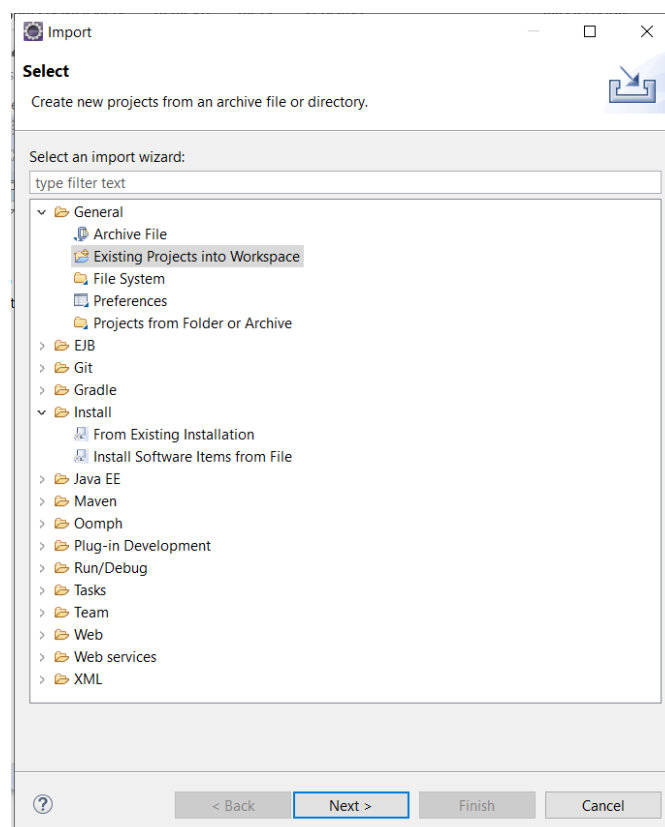 Import
Select
Create new projects from an archive file or directory.
Select an import wizard:
type filter text
General
Archive File
Existing Projects into Workspace
File System
Preferences
Projects from Folder or Archive
EJB
Git
Gradle
Install
From Existing Installation
Install Software Items from File
Java EE
Maven
Oomph
Plug-in Development
Run/Debug
Tasks
Team
Web
Web services
XML
? < Back Next > Finish Cancel